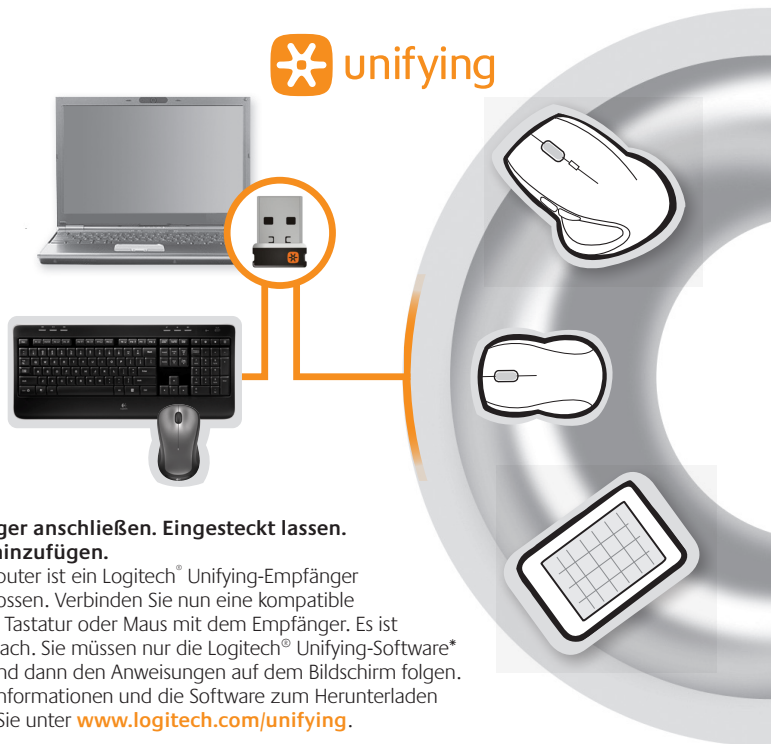 unifying
ger anschließen. Eingesteckt lassen.
hinzufügen.
outer ist ein Logitech® Unifying-Empfänger
ossen. Verbinden Sie nun eine kompatible
Tastatur oder Maus mit dem Empfänger. Es ist
ach. Sie müssen nur die Logitech® Unifying-Software*
nd dann den Anweisungen auf dem Bildschirm folgen.
nformationen und die Software zum Herunterladen
Sie unter www.logitech.com/unifying.